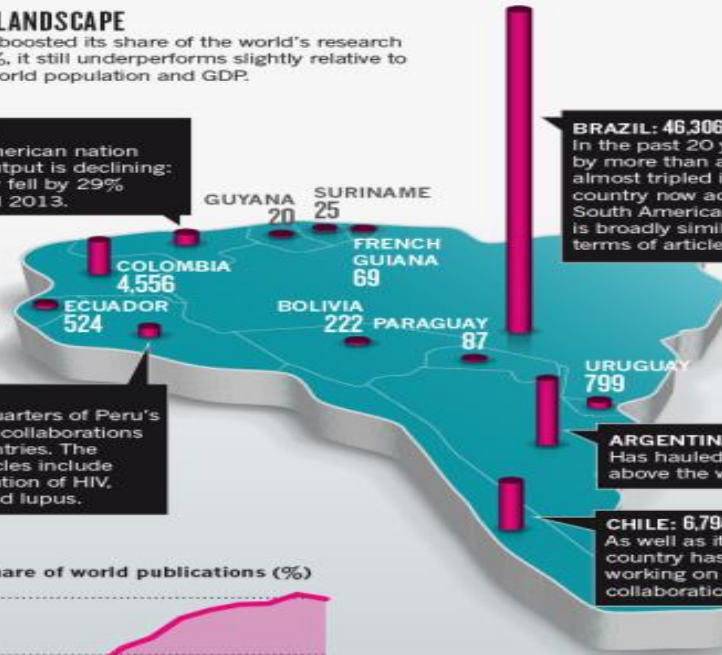 LANDSCAPE
boosted its share of the world's research
%, it still underperforms slightly relative to
world population and GDP.
merican nation
utput is declining:
fell by 29%
2013.
GUYANA
20
SURINAME
25
FRENCH
GUIANA
69
COLOMBIA
4,556
ECUADOR
524
BOLIVIA
222
PARAGUAY
87
URUGUAY
799
BRAZIL: 46,306
In the past 20 y
by more than a
almost tripled i
country now ac
South America
is broadly simil
terms of article
uarters of Peru's
collaborations
ntries. The
cles include
tion of HIV,
d lupus.
ARGENTIN
Has hauled
above the w
CHILE: 6,79
As well as it
country has
working on
collaboratio
are of world publications (%)